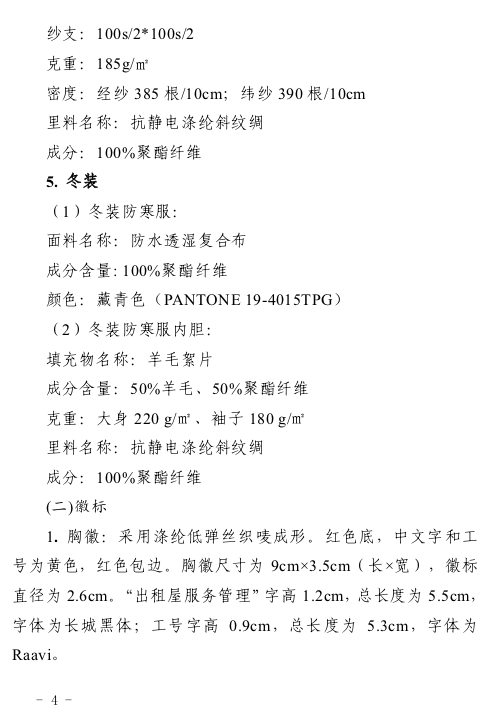 纱支：100s/2*100s/2
克重：185g/㎡
密度：经纱 385 根/10cm；纬纱 390 根/10cm
里料名称：抗静电涤纶斜纹绸
成分：100%聚酯纤维
5. 冬装
（1）冬装防寒服：
面料名称：防水透湿复合布
成分含量：100%聚酯纤维
颜色：藏青色（PANTONE 19-4015TPG）
（2）冬装防寒服内胆：
填充物名称：羊毛絮片
成分含量：50%羊毛、50%聚酯纤维
克重：大身 220 g/㎡、袖子 180 g/㎡
里料名称：抗静电涤纶斜纹绸
成分：100%聚酯纤维
(二)徽标
1. 胸徽：采用涤纶低弹丝织唛成形。红色底，中文字和工
号为黄色，红色包边。胸徽尺寸为 9cm×3.5cm（长×宽），徽标
直径为 2.6cm。“出租屋服务管理”字高 1.2cm，总长度为 5.5cm，
字体为长城黑体；工号字高 0.9cm，总长度为 5.3cm，字体为
Raavi。
- 4 -